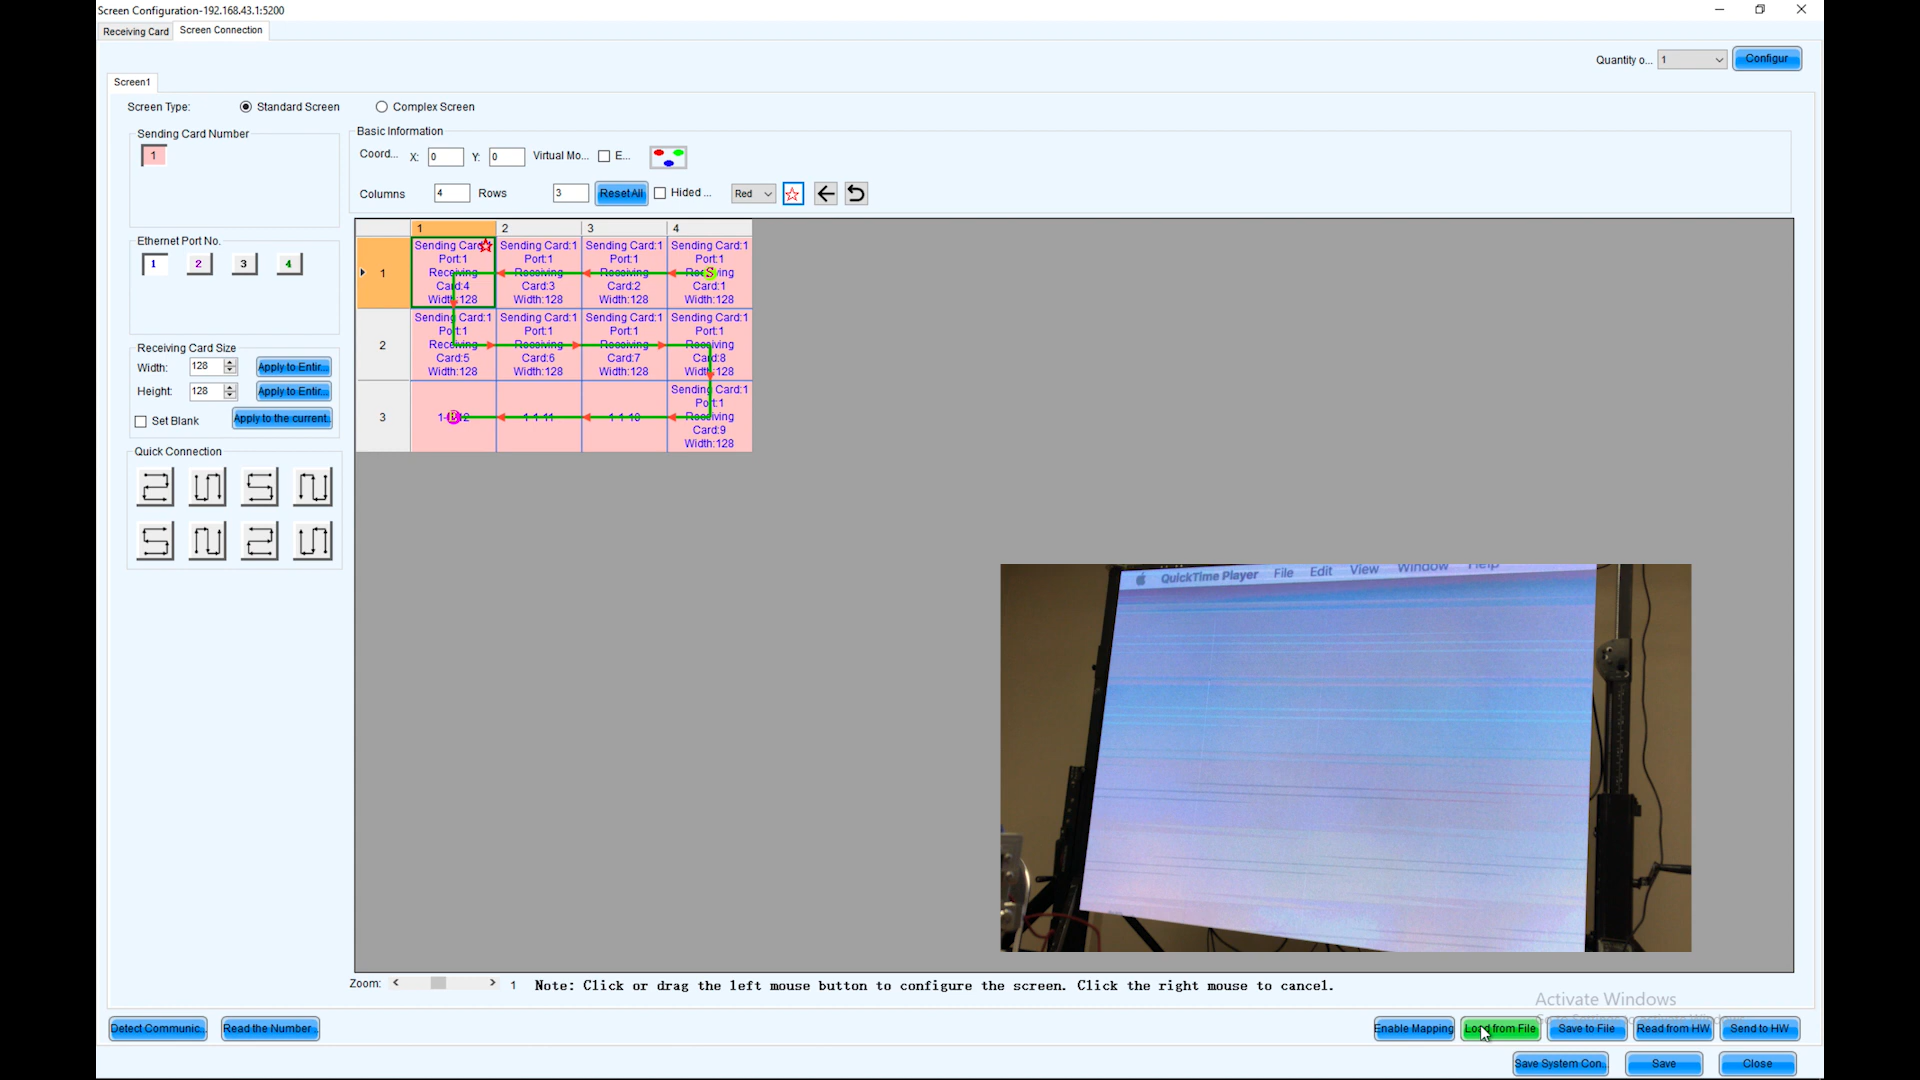 Screen Configuration-192.168.43.1:5200
Receiving Card Screen Connection
Quantity o... 1 Configur
Screen1
Screen Type: Standard Screen Complex Screen
Sending Card Number
1
Basic Information
Coord... X: 0 Y: 0 Virtual Mo... E...
Columns 4 Rows 3 Reset All Hided ... Red
Ethernet Port No.
1 2 3 4
Receiving Card Size
Width: 128 Apply to Entir...
Height: 128 Apply to Entir...
Set Blank Apply to the current.
Quick Connection
1 2 3 4
1
Sending Card
Port:1
Receiving
Card:4
Width:128
Sending Card:1
Port:1
Receiving
Card:3
Width:128
Sending Card:1
Port:1
Receiving
Card:2
Width:128
Sending Card:1
Port:1
Receiving
Card:1
Width:128
S
2
Sending Card:1
Port:1
Receiving
Card:5
Width:128
Sending Card:1
Port:1
Receiving
Card:6
Width:128
Sending Card:1
Port:1
Receiving
Card:7
Width:128
Sending Card:1
Port:1
Receiving
Card:8
Width:128
3
1-1-11
1-1-10
Sending Card:1
Port:1
Receiving
Card:9
Width:128
QuickTime Player File Edit View Window Help
Zoom: 1 Note: Click or drag the left mouse button to configure the screen. Click the right mouse to cancel.
Activate Windows
Detect Communic... Read the Number Enable Mapping Load from File Save to File Read from HW Send to HW
Save System Con... Save Close